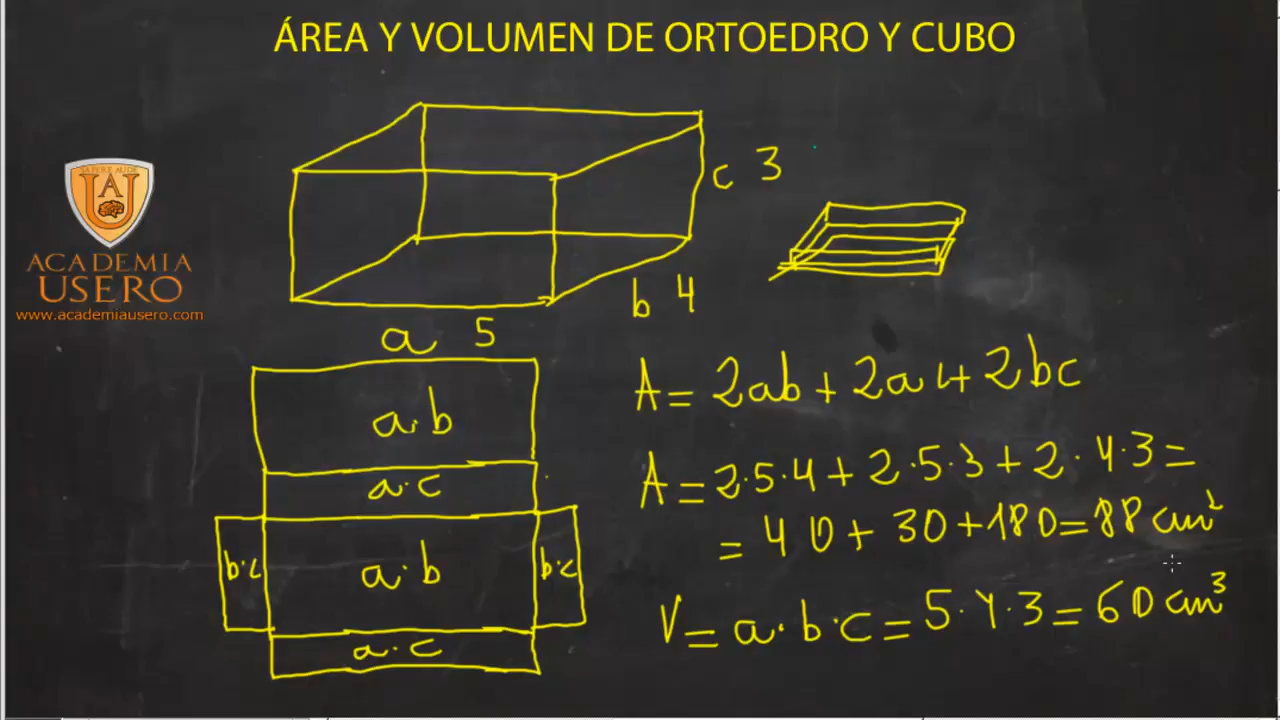 ÁREA Y VOLUMEN DE ORTOEDRO Y CUBO
ACADEMIA
USERO
www.academiausero.com
c 3
b 4
a 5
a·b
a·c
b·c
a·b
b·c
a·c
A = 2ab + 2ac + 2bc
A = 2·5·4 + 2·5·3 + 2·4·3 =
= 40 + 30 + 180 = 88 cm²
V = a·b·c = 5·4·3 = 60 cm³